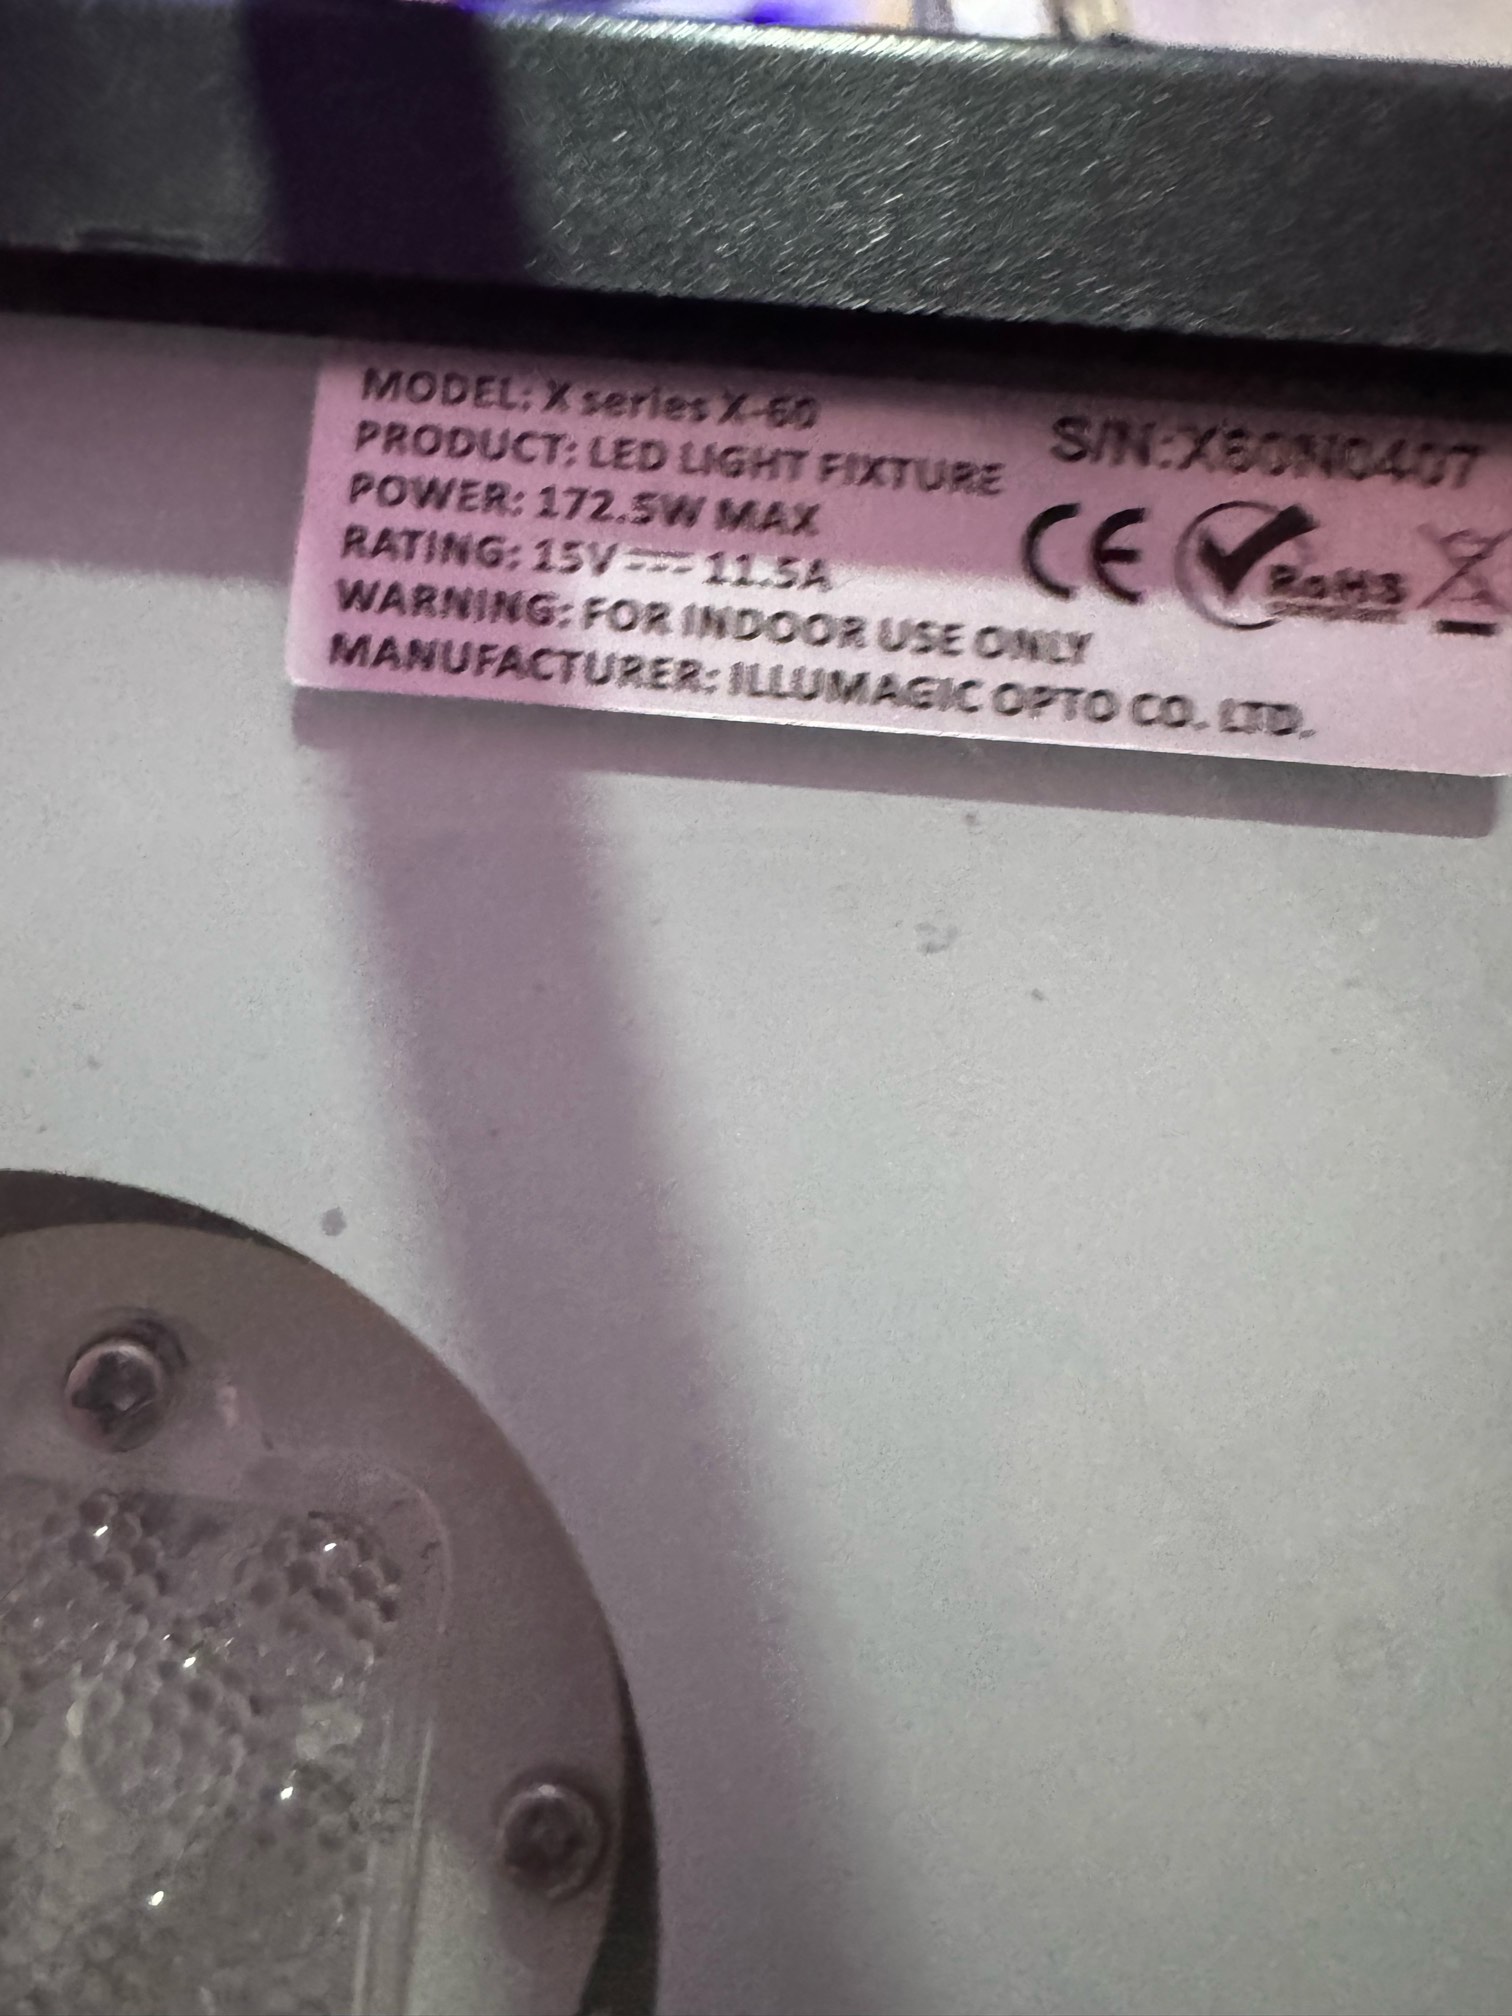 MODEL: X series X-60
PRODUCT: LED LIGHT FIXTURE
POWER: 172.5W MAX
RATING: 15V 11.5A
WARNING: FOR INDOOR USE ONLY
MANUFACTURER: ILLUMAGIC OPTO CO. LTD.
S/N:X60N0407
CE
RoHS